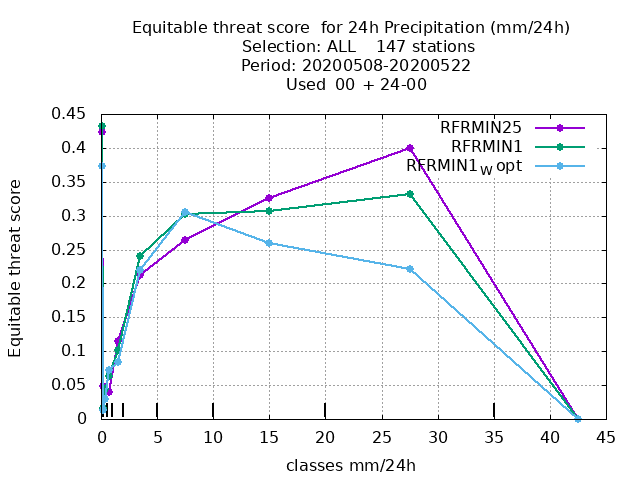 Equitable threat score  for 24h Precipitation (mm/24h)
Selection: ALL    147 stations
Period: 20200508-20200522
Used  00 + 24-00
RFRMIN25
RFRMIN1
RFRMIN1W opt
Equitable threat score
0.45
0.4
0.35
0.3
0.25
0.2
0.15
0.1
0.05
0
0 5 10 15 20 25 30 35 40 45
classes mm/24h